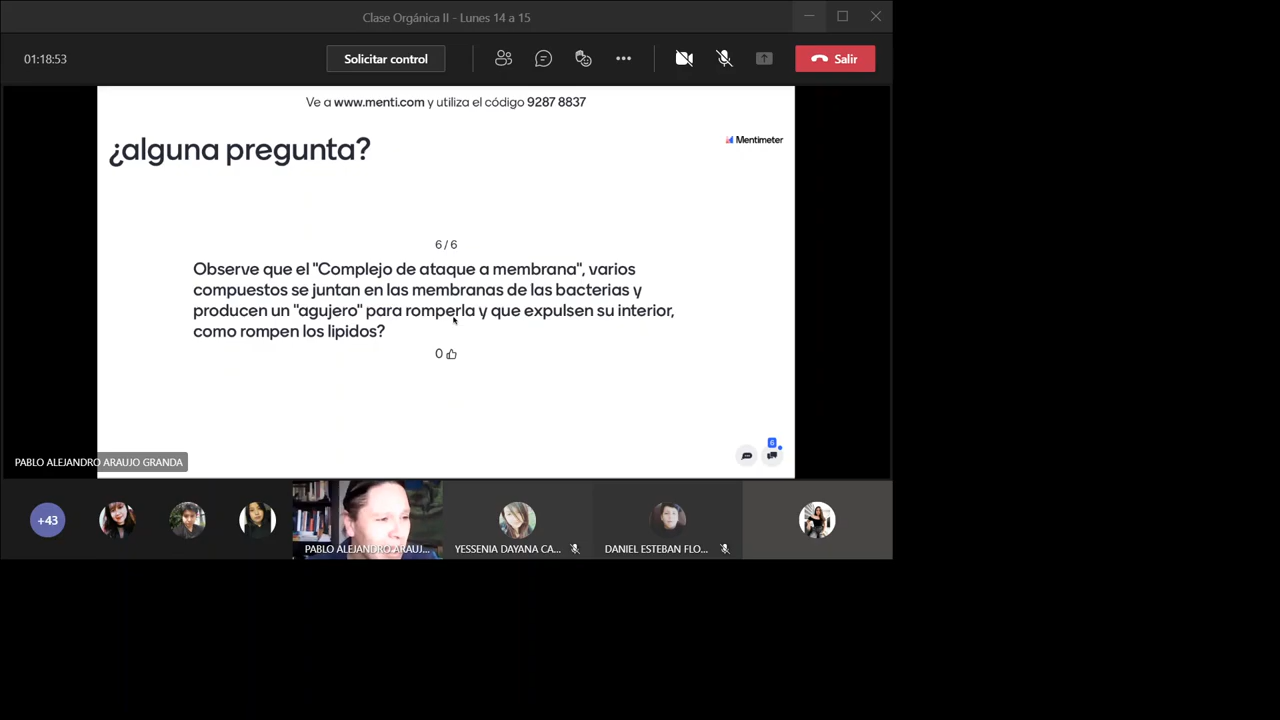 Clase Orgánica II - Lunes 14 a 15
01:18:53
Solicitar control
Salir
Ve a www.menti.com y utiliza el código 9287 8837
¿alguna pregunta?
Mentimeter
6 / 6
Observe que el "Complejo de ataque a membrana", varios
compuestos se juntan en las membranas de las bacterias y
producen un "agujero" para romperla y que expulsen su interior,
como rompen los lipidos?
0
6
PABLO ALEJANDRO ARAUJO GRANDA
+43
PABLO ALEJANDRO ARAUJ...
YESSENIA DAYANA CA...
DANIEL ESTEBAN FLO...